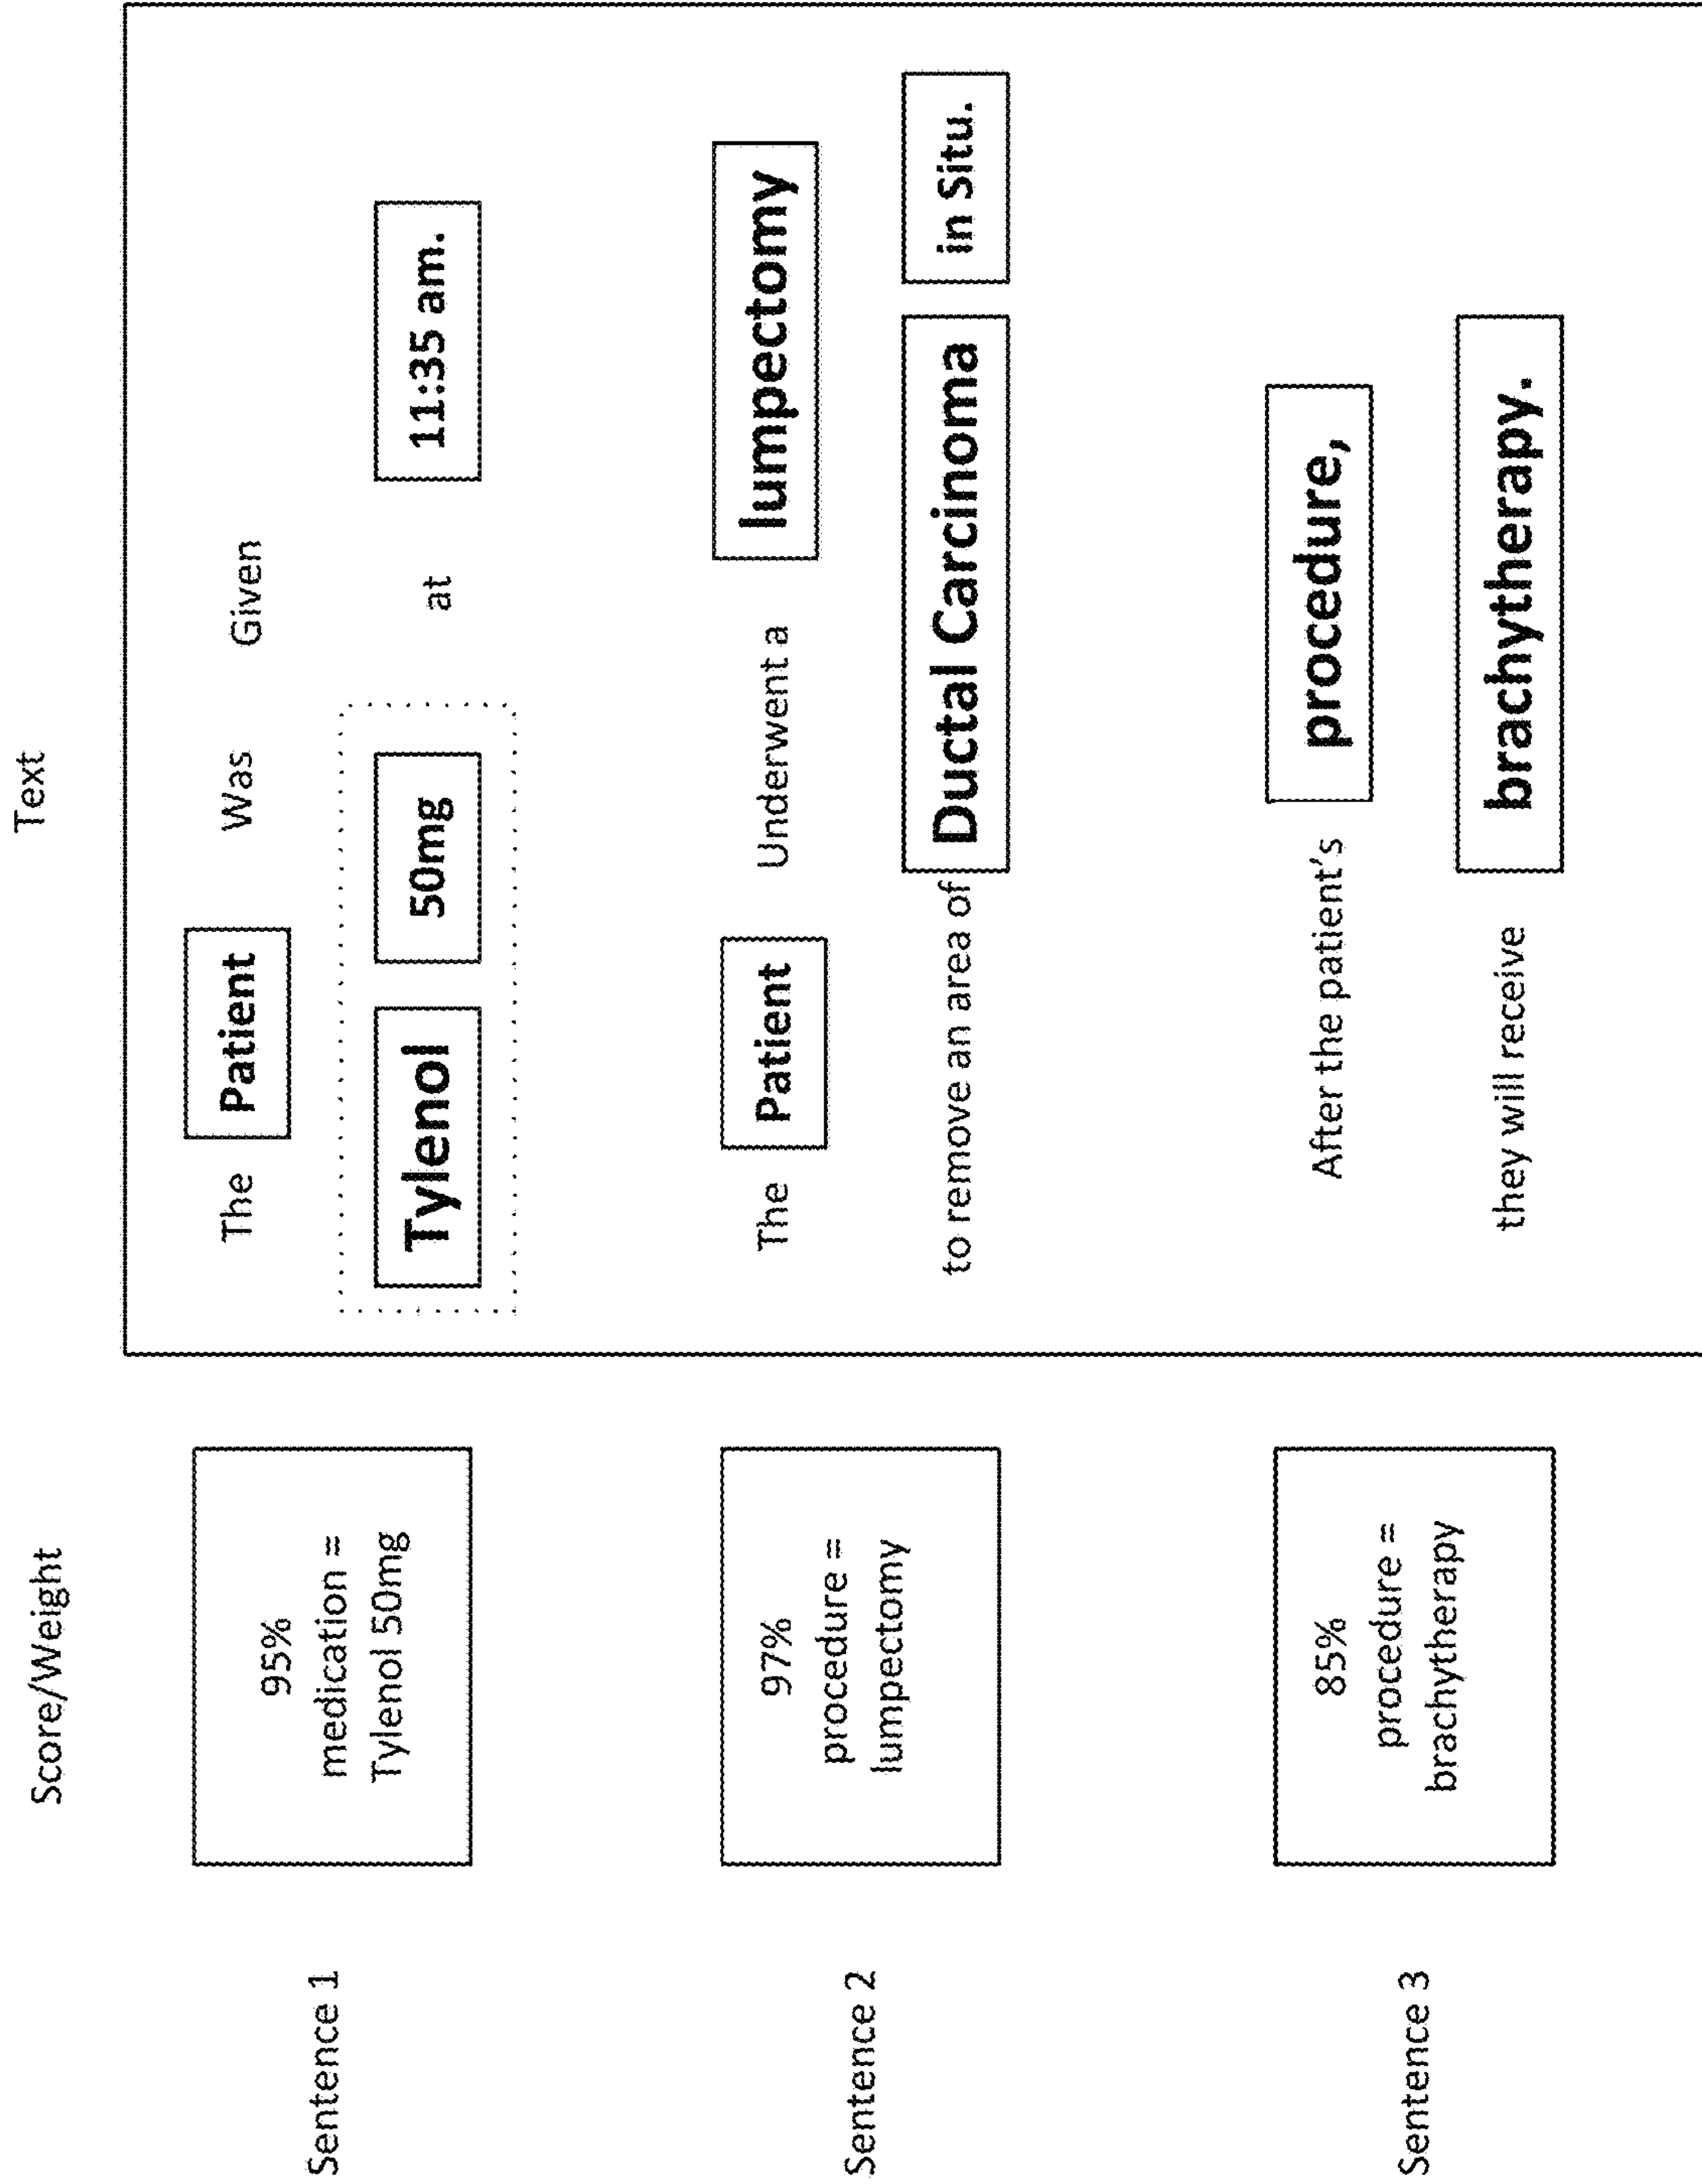 Score/Weight
Text
Sentence 1
95%
medication =
Tylenol 50mg
The Patient Was Given
Tylenol 50mg at 11:35 am.
Sentence 2
97%
procedure =
lumpectomy
The Patient Underwent a lumpectomy
to remove an area of Ductal Carcinoma in Situ.
Sentence 3
85%
procedure =
brachytherapy
After the patient's procedure,
they will receive brachytherapy.